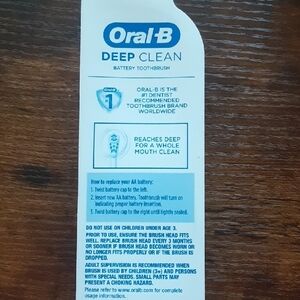 Oral-B
DEEP CLEAN
BATTERY TOOTHBRUSH
#1
ORAL-B IS THE
#1 DENTIST
RECOMMENDED
TOOTHBRUSH BRAND
WORLDWIDE
REACHES DEEP
FOR A WHOLE
MOUTH CLEAN
How to replace your AA battery:
1. Twist battery cap to the left.
2. Insert new AA battery. Toothbrush will turn on
indicating proper battery insertion.
3. Twist battery cap to the right until tightly sealed.
DO NOT USE ON CHILDREN UNDER AGE 3.
PRIOR TO USE, ENSURE THE BRUSH HEAD FITS
WELL. REPLACE BRUSH HEAD EVERY 3 MONTHS
OR SOONER IF BRUSH HEAD BECOMES WORN OR
NO LONGER FITS PROPERLY OR IF THE BRUSH IS
DROPPED.
ADULT SUPERVISION IS RECOMMENDED WHEN
BRUSH IS USED BY CHILDREN (3+) AND PERSONS
WITH SPECIAL NEEDS. SMALL PARTS MAY
PRESENT A CHOKING HAZARD.
Please refer to www.oralb.com for complete
usage information.